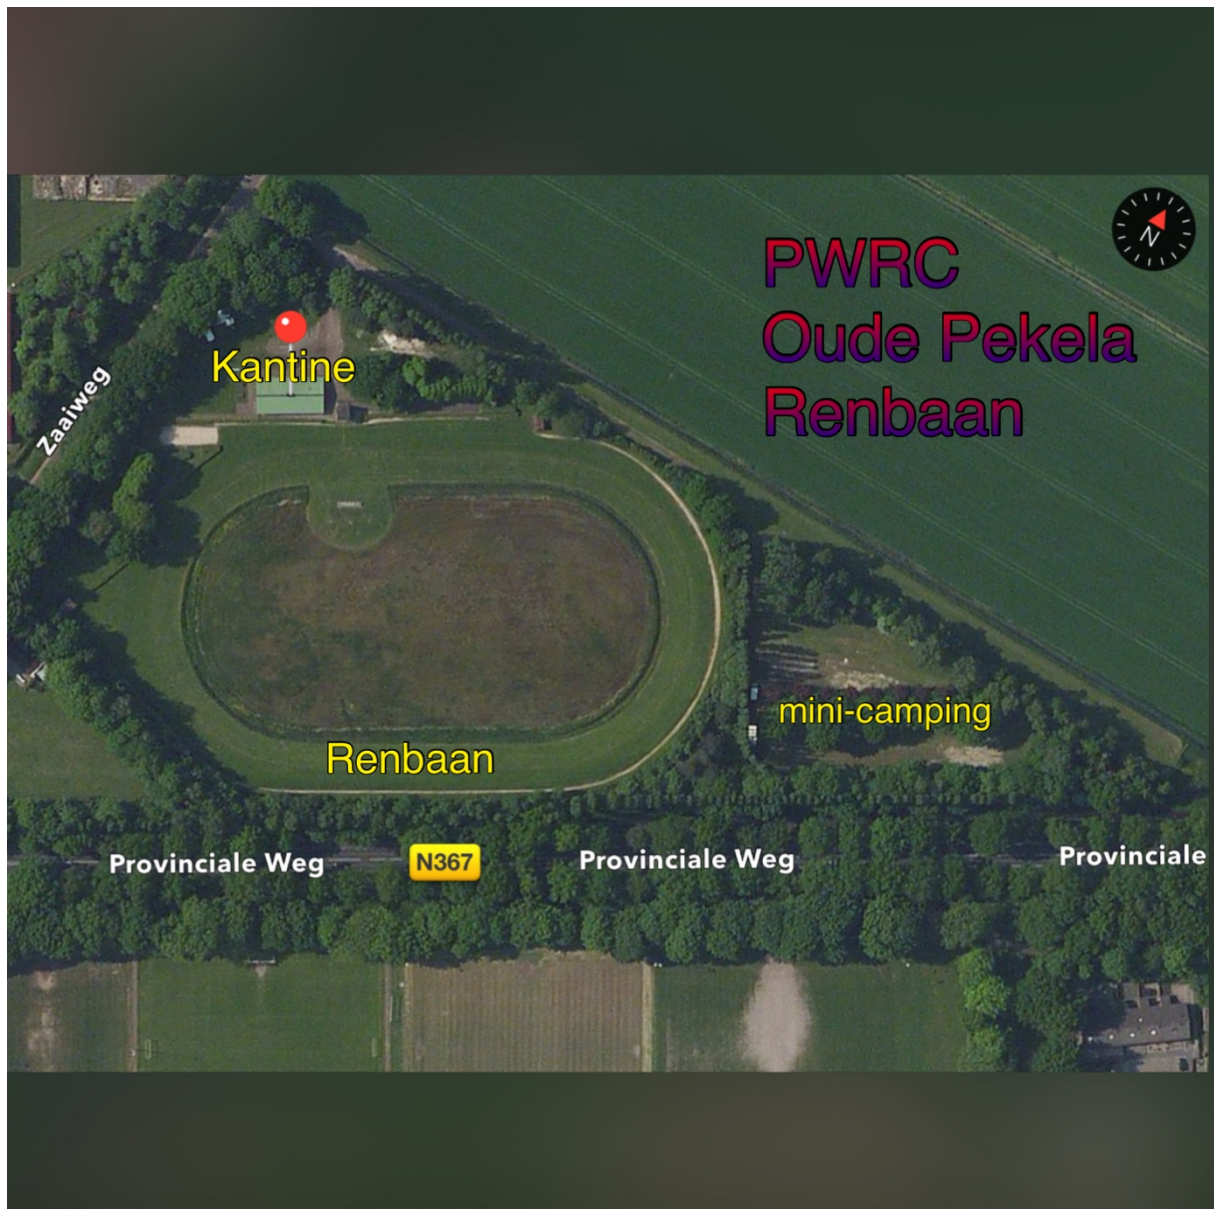 PWRC
Oude Pekela
Renbaan
N
Kantine
Zaaiweg
mini-camping
Renbaan
Provinciale Weg
N367
Provinciale Weg
Provinciale